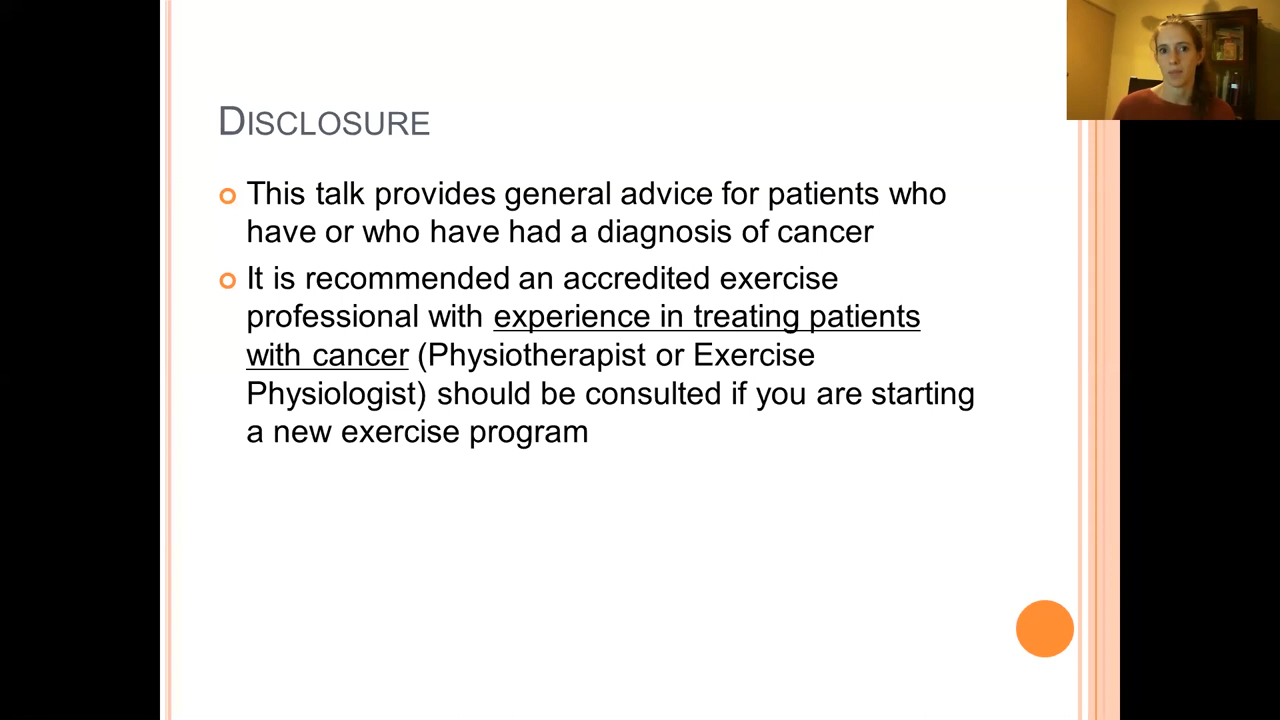 DISCLOSURE
This talk provides general advice for patients who
have or who have had a diagnosis of cancer
It is recommended an accredited exercise
professional with experience in treating patients
with cancer (Physiotherapist or Exercise
Physiologist) should be consulted if you are starting
a new exercise program